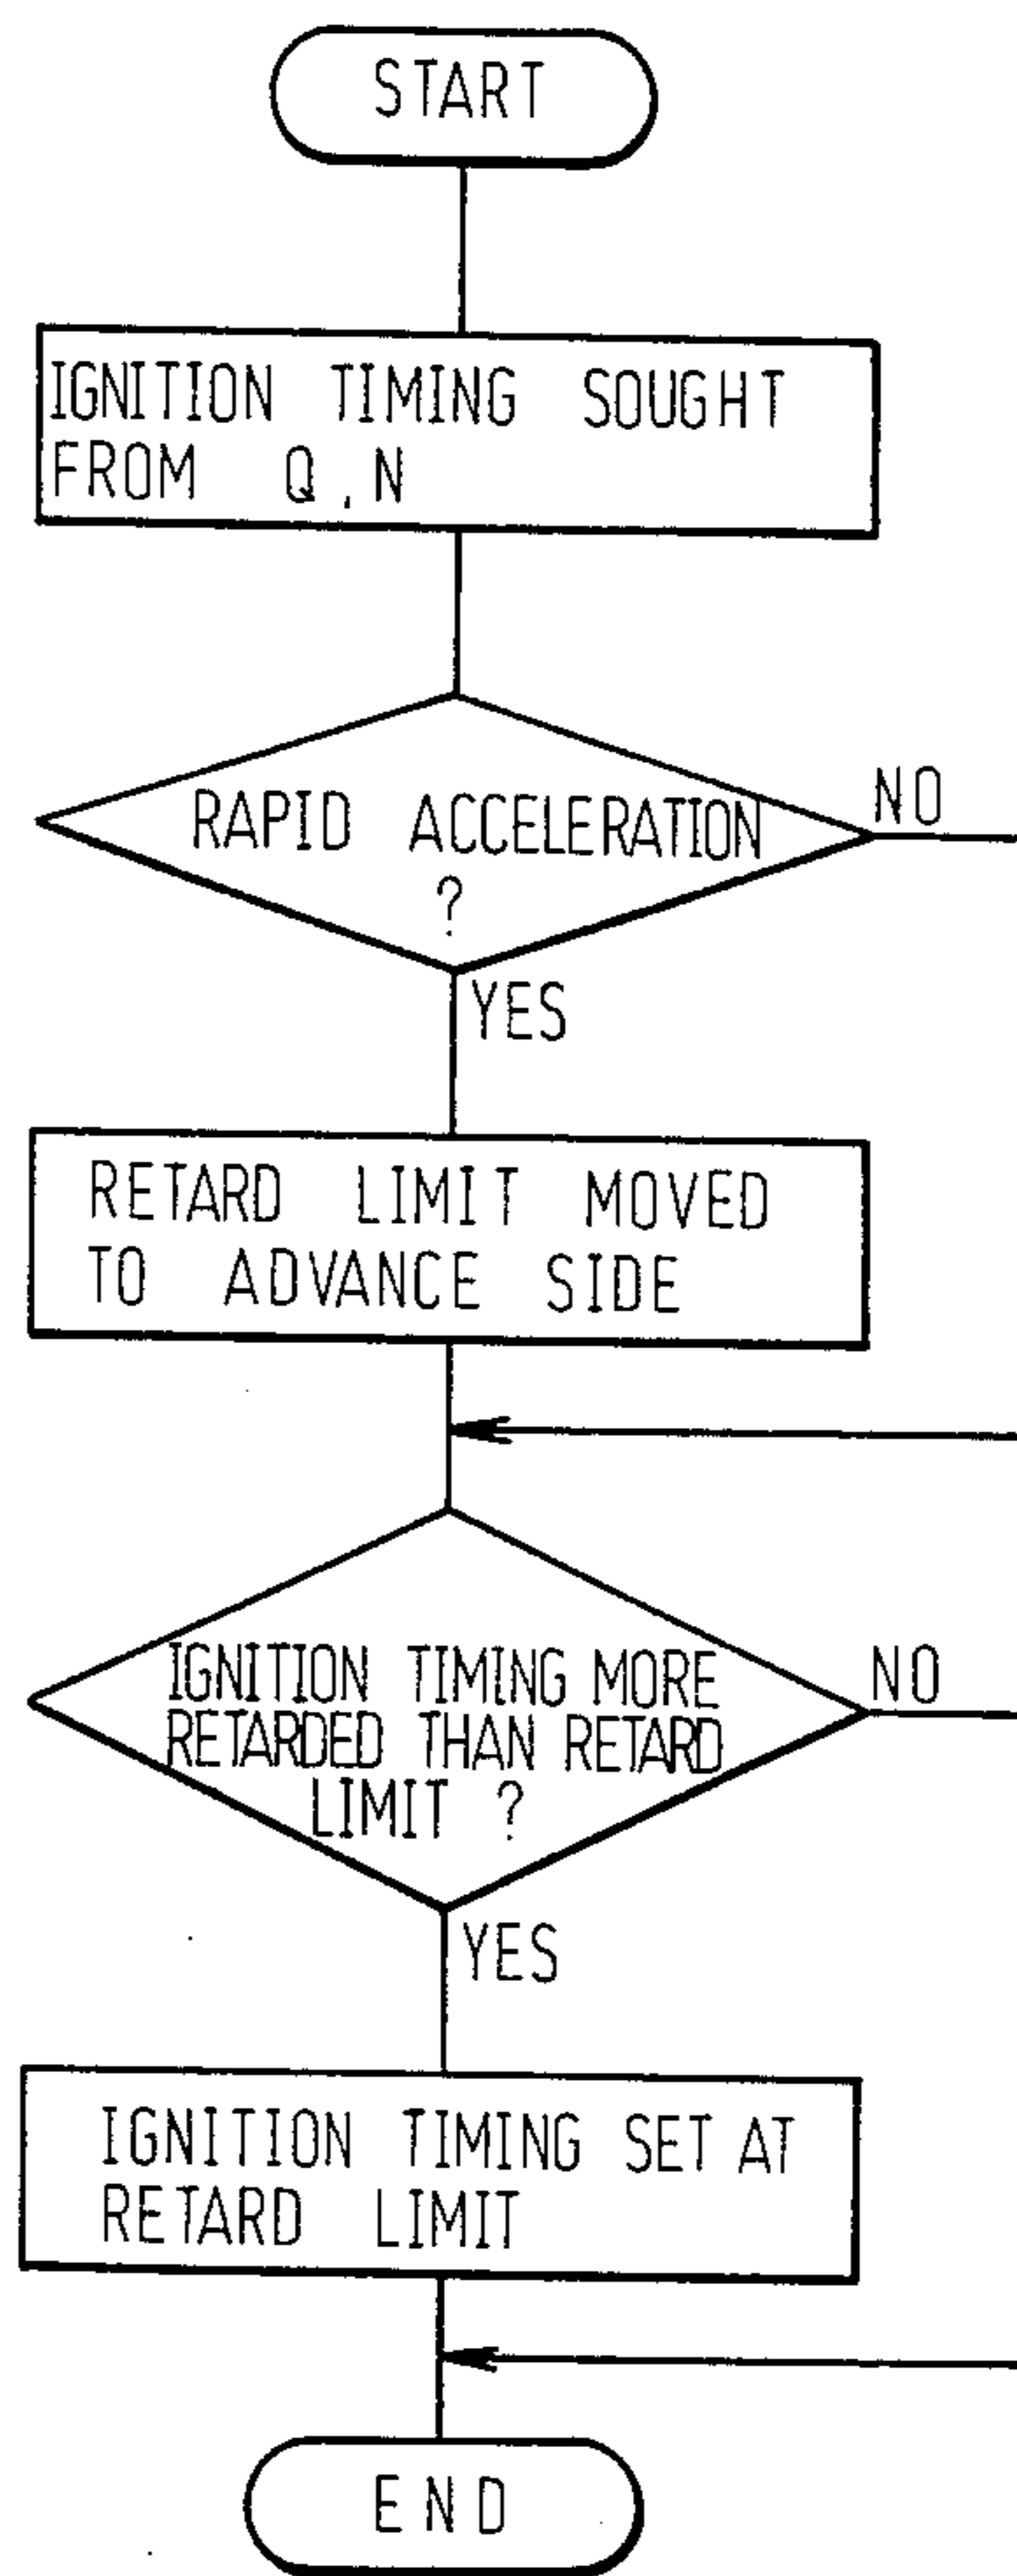 START
IGNITION TIMING SOUGHT
FROM Q, N
RAPID ACCELERATION
?
NO
YES
RETARD LIMIT MOVED
TO ADVANCE SIDE
IGNITION TIMING MORE
RETARDED THAN RETARD
LIMIT ?
NO
YES
IGNITION TIMING SET AT
RETARD LIMIT
END